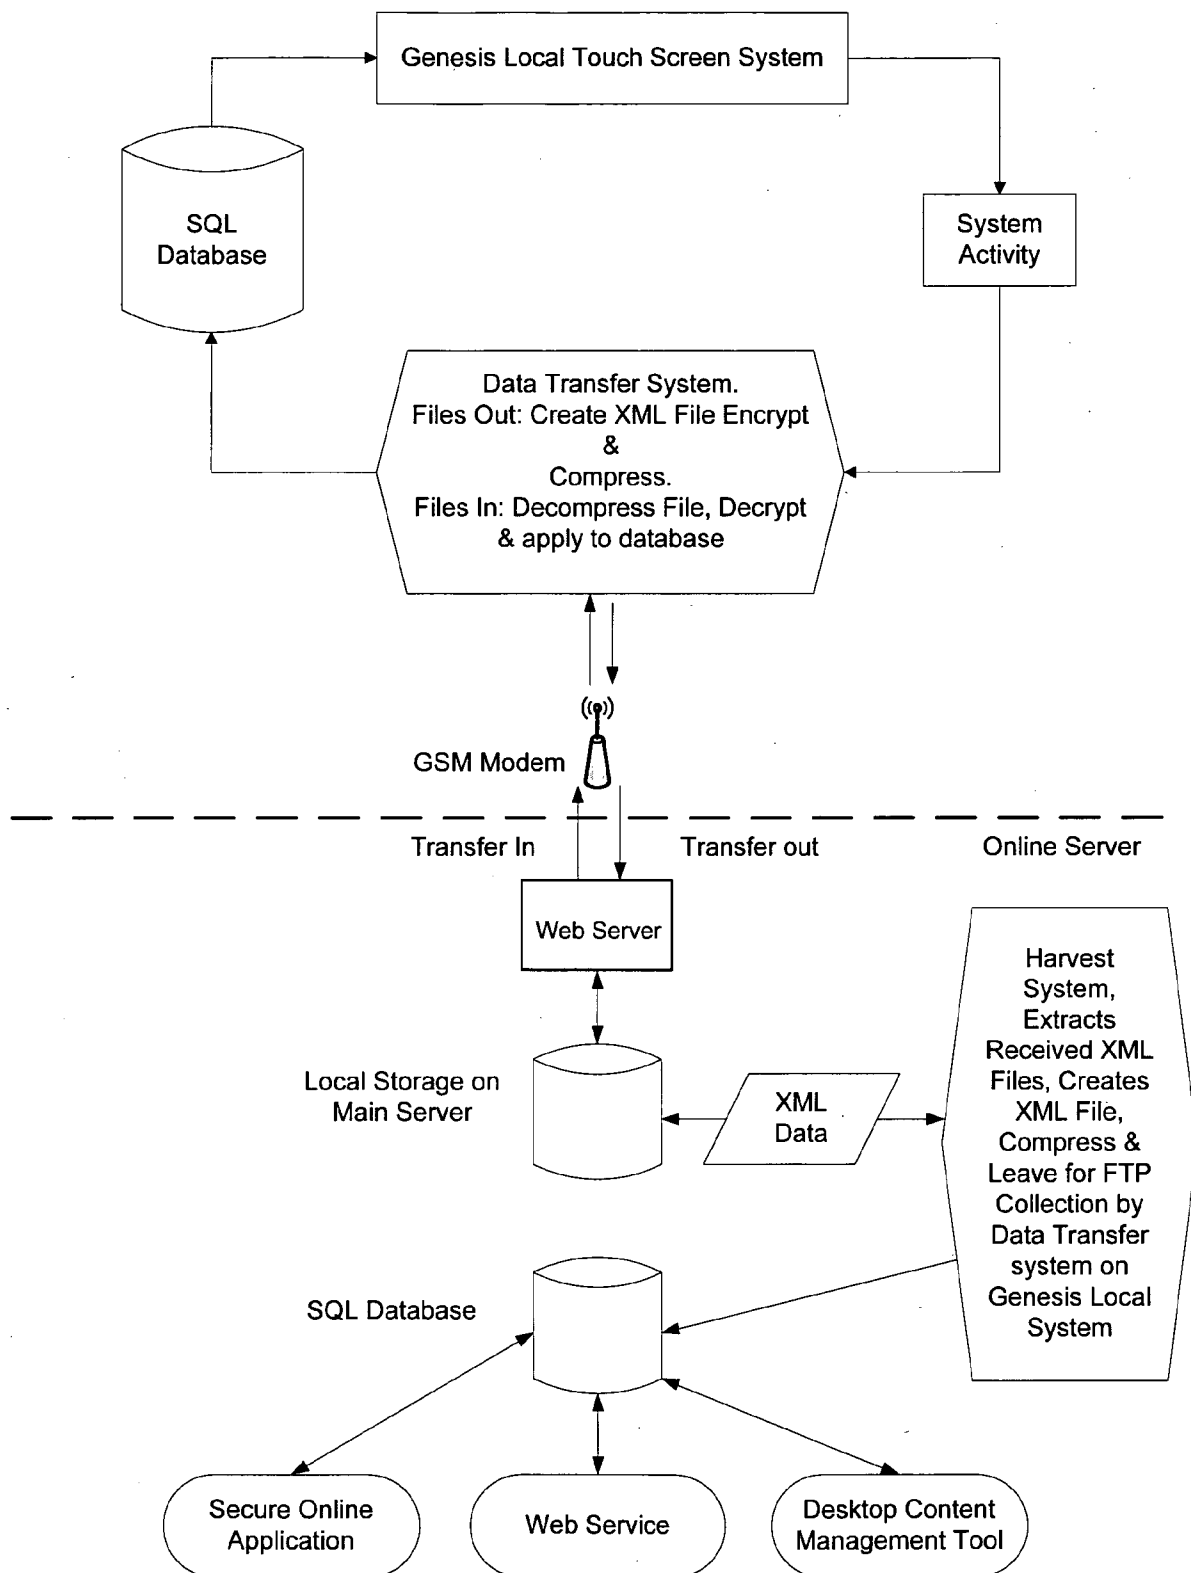 Genesis Local Touch Screen System
SQL
Database
System
Activity
Data Transfer System.
Files Out: Create XML File Encrypt
&
Compress.
Files In: Decompress File, Decrypt
& apply to database
GSM Modem
Transfer In
Transfer out
Online Server
Web Server
Harvest
System,
Extracts
Received XML
Files, Creates
XML File,
Compress &
Leave for FTP
Collection by
Data Transfer
system on
Genesis Local
System
Local Storage on
Main Server
XML
Data
SQL Database
Secure Online
Application
Web Service
Desktop Content
Management Tool